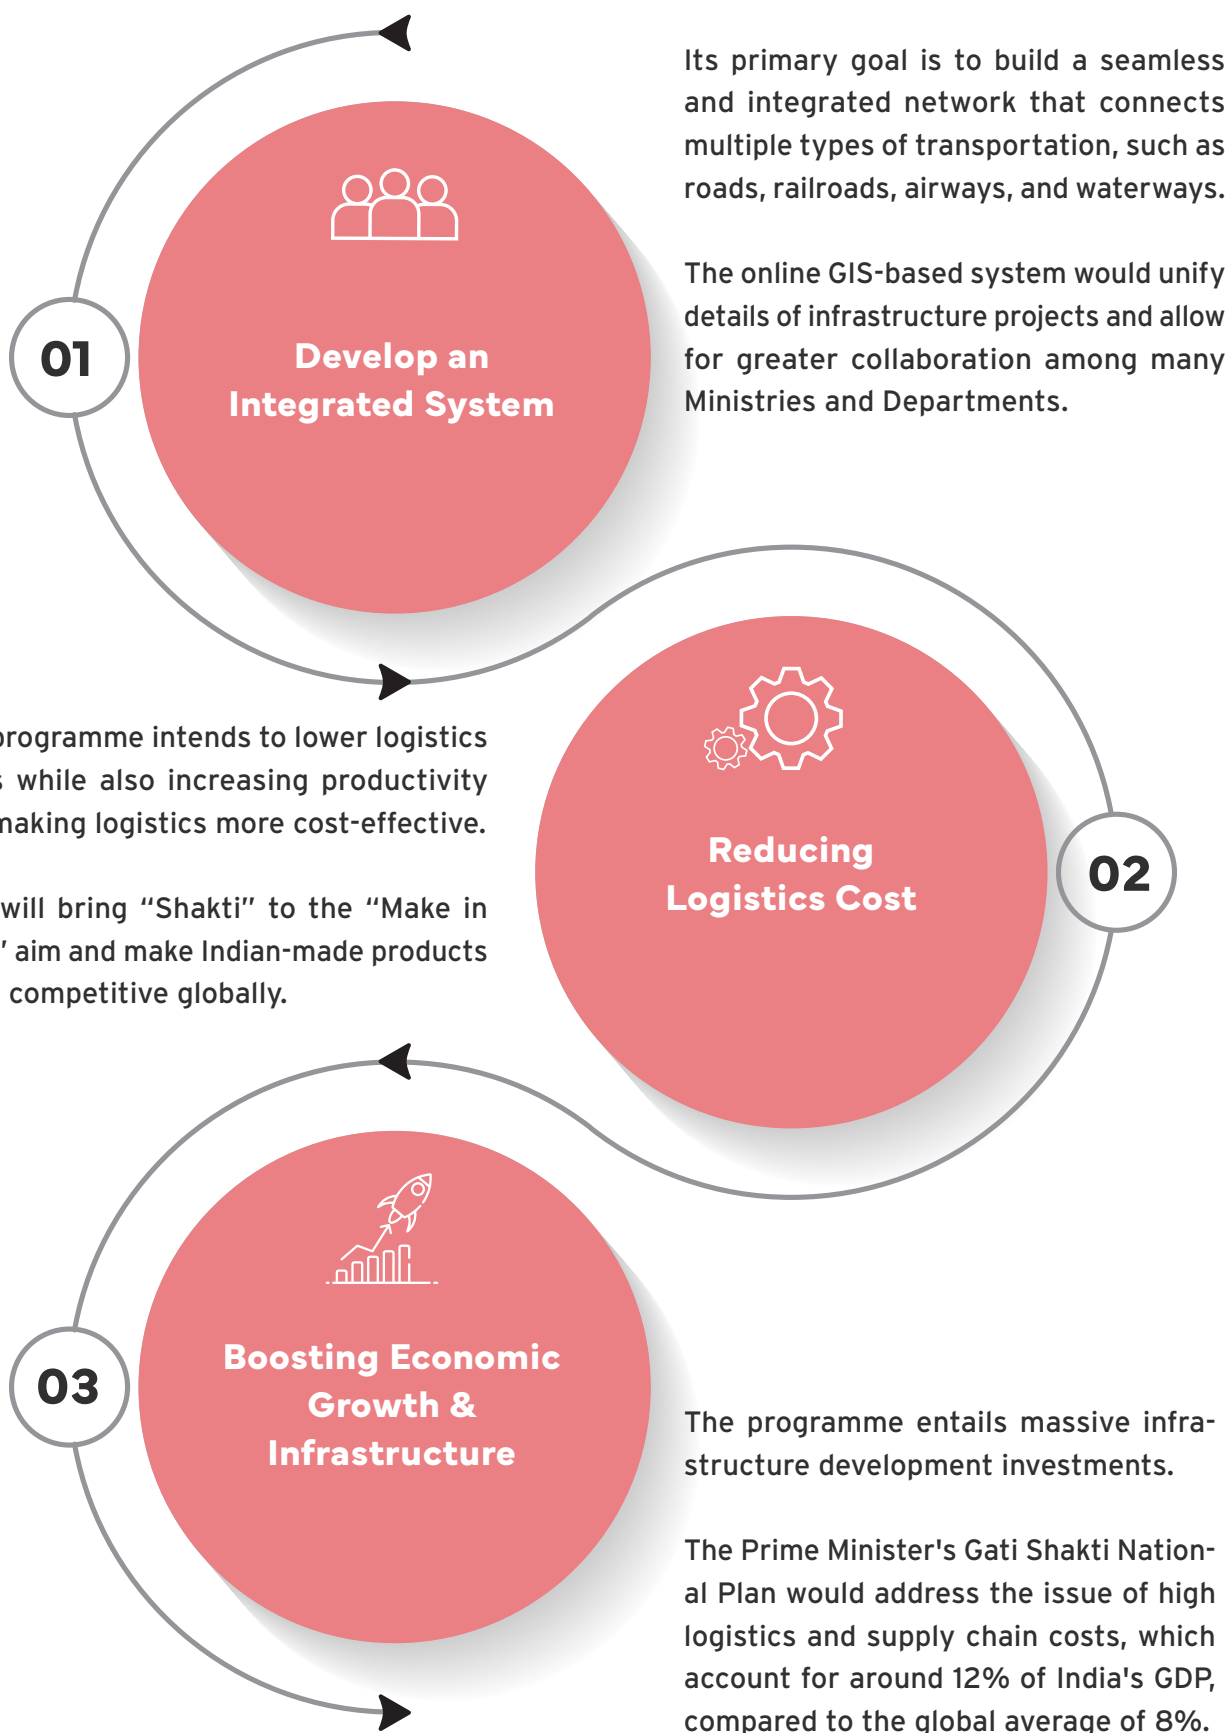 Its primary goal is to build a seamless
and integrated network that connects
multiple types of transportation, such as
roads, railroads, airways, and waterways.
The online GIS-based system would unify
details of infrastructure projects and allow
for greater collaboration among many
Ministries and Departments.
01
Develop an
Integrated System
programme intends to lower logistics
while also increasing productivity
making logistics more cost-effective.
will bring “Shakti” to the “Make in
” aim and make Indian-made products
competitive globally.
Reducing
Logistics Cost
02
03
Boosting Economic
Growth &
Infrastructure
The programme entails massive infra-
structure development investments.
The Prime Minister's Gati Shakti Nation-
al Plan would address the issue of high
logistics and supply chain costs, which
account for around 12% of India's GDP,
compared to the global average of 8%.